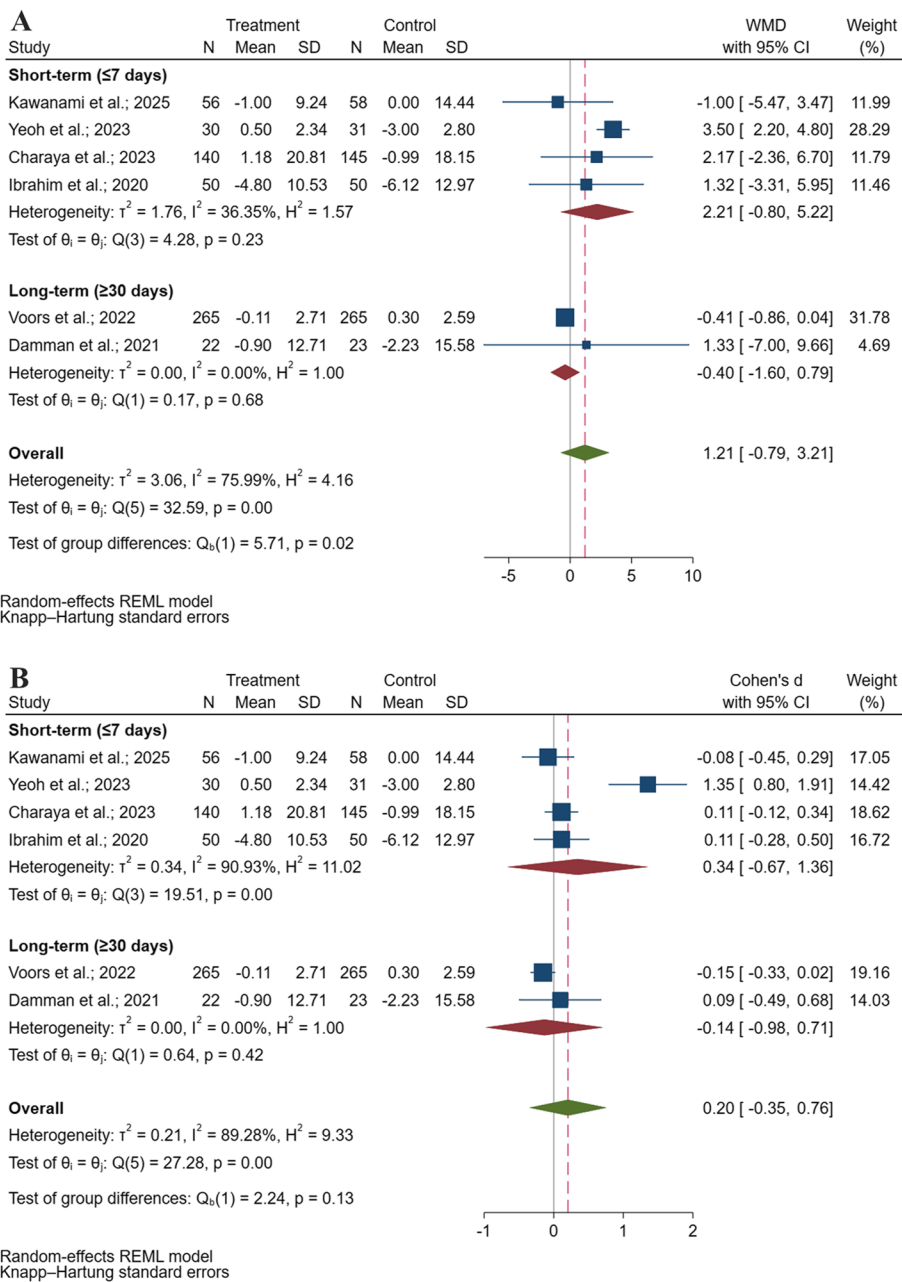 A
Treatment Control WMD Weight
Study N Mean SD N Mean SD with 95% CI (%)
Short-term (≤7 days)
Kawanami et al.; 2025 56 -1.00 9.24 58 0.00 14.44 -1.00 [ -5.47, 3.47] 11.99
Yeoh et al.; 2023 30 0.50 2.34 31 -3.00 2.80 3.50 [ 2.20, 4.80] 28.29
Charaya et al.; 2023 140 1.18 20.81 145 -0.99 18.15 2.17 [ -2.36, 6.70] 11.79
Ibrahim et al.; 2020 50 -4.80 10.53 50 -6.12 12.97 1.32 [ -3.31, 5.95] 11.46
Heterogeneity: τ² = 1.76, I² = 36.35%, H² = 1.57 2.21 [ -0.80, 5.22]
Test of θᵢ = θⱼ: Q(3) = 4.28, p = 0.23
Long-term (≥30 days)
Voors et al.; 2022 265 -0.11 2.71 265 0.30 2.59 -0.41 [ -0.86, 0.04] 31.78
Damman et al.; 2021 22 -0.90 12.71 23 -2.23 15.58 1.33 [ -7.00, 9.66] 4.69
Heterogeneity: τ² = 0.00, I² = 0.00%, H² = 1.00 -0.40 [ -1.60, 0.79]
Test of θᵢ = θⱼ: Q(1) = 0.17, p = 0.68
Overall 1.21 [ -0.79, 3.21]
Heterogeneity: τ² = 3.06, I² = 75.99%, H² = 4.16
Test of θᵢ = θⱼ: Q(5) = 32.59, p = 0.00
Test of group differences: Q_b(1) = 5.71, p = 0.02
-5 0 5 10
Random-effects REML model
Knapp–Hartung standard errors
B
Treatment Control Cohen's d Weight
Study N Mean SD N Mean SD with 95% CI (%)
Short-term (≤7 days)
Kawanami et al.; 2025 56 -1.00 9.24 58 0.00 14.44 -0.08 [ -0.45, 0.29] 17.05
Yeoh et al.; 2023 30 0.50 2.34 31 -3.00 2.80 1.35 [ 0.80, 1.91] 14.42
Charaya et al.; 2023 140 1.18 20.81 145 -0.99 18.15 0.11 [ -0.12, 0.34] 18.62
Ibrahim et al.; 2020 50 -4.80 10.53 50 -6.12 12.97 0.11 [ -0.28, 0.50] 16.72
Heterogeneity: τ² = 0.34, I² = 90.93%, H² = 11.02 0.34 [ -0.67, 1.36]
Test of θᵢ = θⱼ: Q(3) = 19.51, p = 0.00
Long-term (≥30 days)
Voors et al.; 2022 265 -0.11 2.71 265 0.30 2.59 -0.15 [ -0.33, 0.02] 19.16
Damman et al.; 2021 22 -0.90 12.71 23 -2.23 15.58 0.09 [ -0.49, 0.68] 14.03
Heterogeneity: τ² = 0.00, I² = 0.00%, H² = 1.00 -0.14 [ -0.98, 0.71]
Test of θᵢ = θⱼ: Q(1) = 0.64, p = 0.42
Overall 0.20 [ -0.35, 0.76]
Heterogeneity: τ² = 0.21, I² = 89.28%, H² = 9.33
Test of θᵢ = θⱼ: Q(5) = 27.28, p = 0.00
Test of group differences: Q_b(1) = 2.24, p = 0.13
-1 0 1 2
Random-effects REML model
Knapp–Hartung standard errors